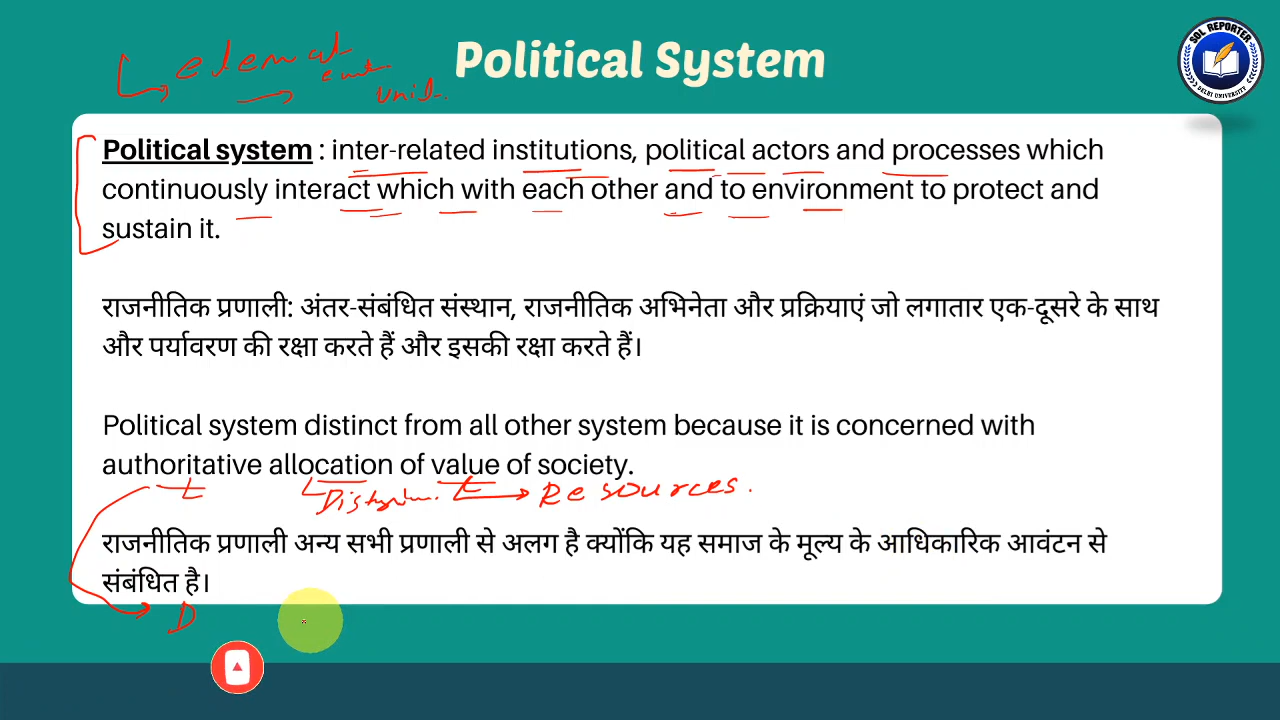 Political System
SOL REPORTER
DELHI UNIVERSITY
unit
Political system : inter-related institutions, political actors and processes which
continuously interact which with each other and to environment to protect and
sustain it.
राजनीतिक प्रणाली: अंतर-संबंधित संस्थान, राजनीतिक अभिनेता और प्रक्रियाएं जो लगातार एक-दूसरे के साथ
और पर्यावरण की रक्षा करते हैं और इसकी रक्षा करते हैं।
Political system distinct from all other system because it is concerned with
authoritative allocation of value of society.
Resources.
राजनीतिक प्रणाली अन्य सभी प्रणाली से अलग है क्योंकि यह समाज के मूल्य के आधिकारिक आवंटन से
संबंधित है।
D